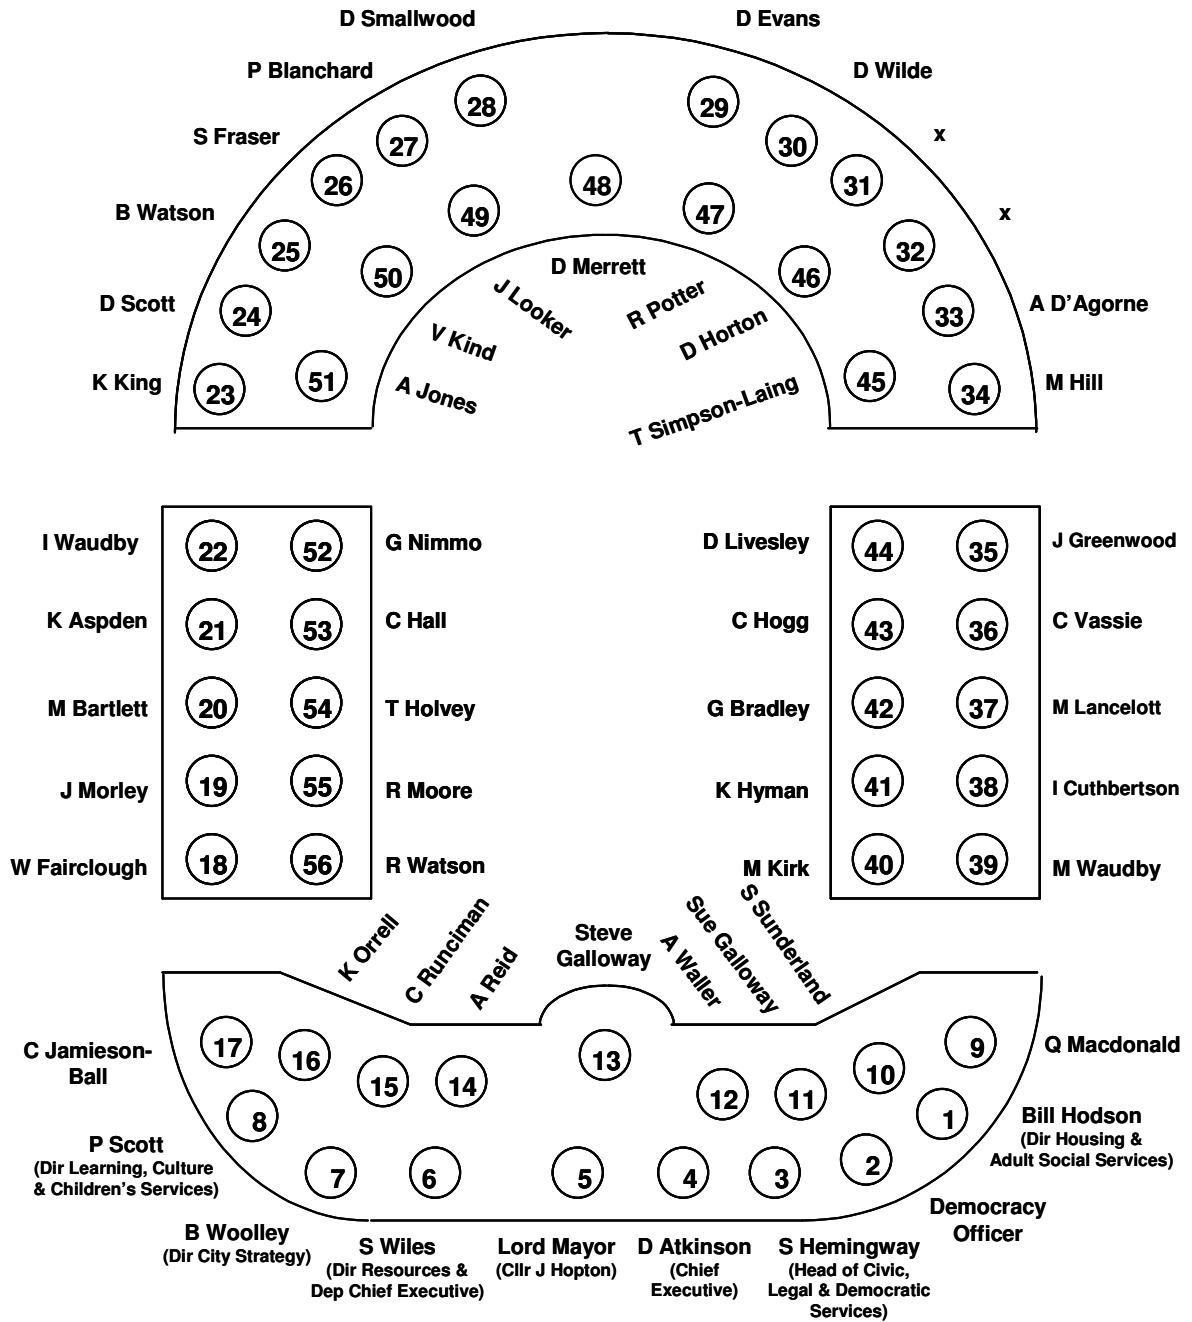 D Smallwood
D Evans
P Blanchard
D Wilde
28
29
S Fraser
27
30
x
26
48
31
B Watson
49
47
x
25
32
50
D Merrett
46
D Scott
24
J Looker
R Potter
33
A D'Agorne
V Kind
D Horton
K King
23
51
A Jones
T Simpson-Laing
45
34
M Hill
I Waudby
22
52
G Nimmo
D Livesley
44
35
J Greenwood
K Aspden
21
53
C Hall
C Hogg
43
36
C Vassie
M Bartlett
20
54
T Holvey
G Bradley
42
37
M Lancelott
J Morley
19
55
R Moore
K Hyman
41
38
I Cuthbertson
W Fairclough
18
56
R Watson
M Kirk
40
39
M Waudby
K Orrell
C Runciman
A Reid
Steve
Galloway
A Waller
Sue Galloway
S Sunderland
C Jamieson-
Ball
17
16
15
14
13
12
11
10
9
Q Macdonald
8
7
6
5
4
3
2
1
P Scott
(Dir Learning, Culture
& Children's Services)
Bill Hodson
(Dir Housing &
Adult Social Services)
B Woolley
(Dir City Strategy)
S Wiles
(Dir Resources &
Dep Chief Executive)
Lord Mayor
(Cllr J Hopton)
D Atkinson
(Chief
Executive)
S Hemingway
(Head of Civic,
Legal & Democratic
Services)
Democracy
Officer